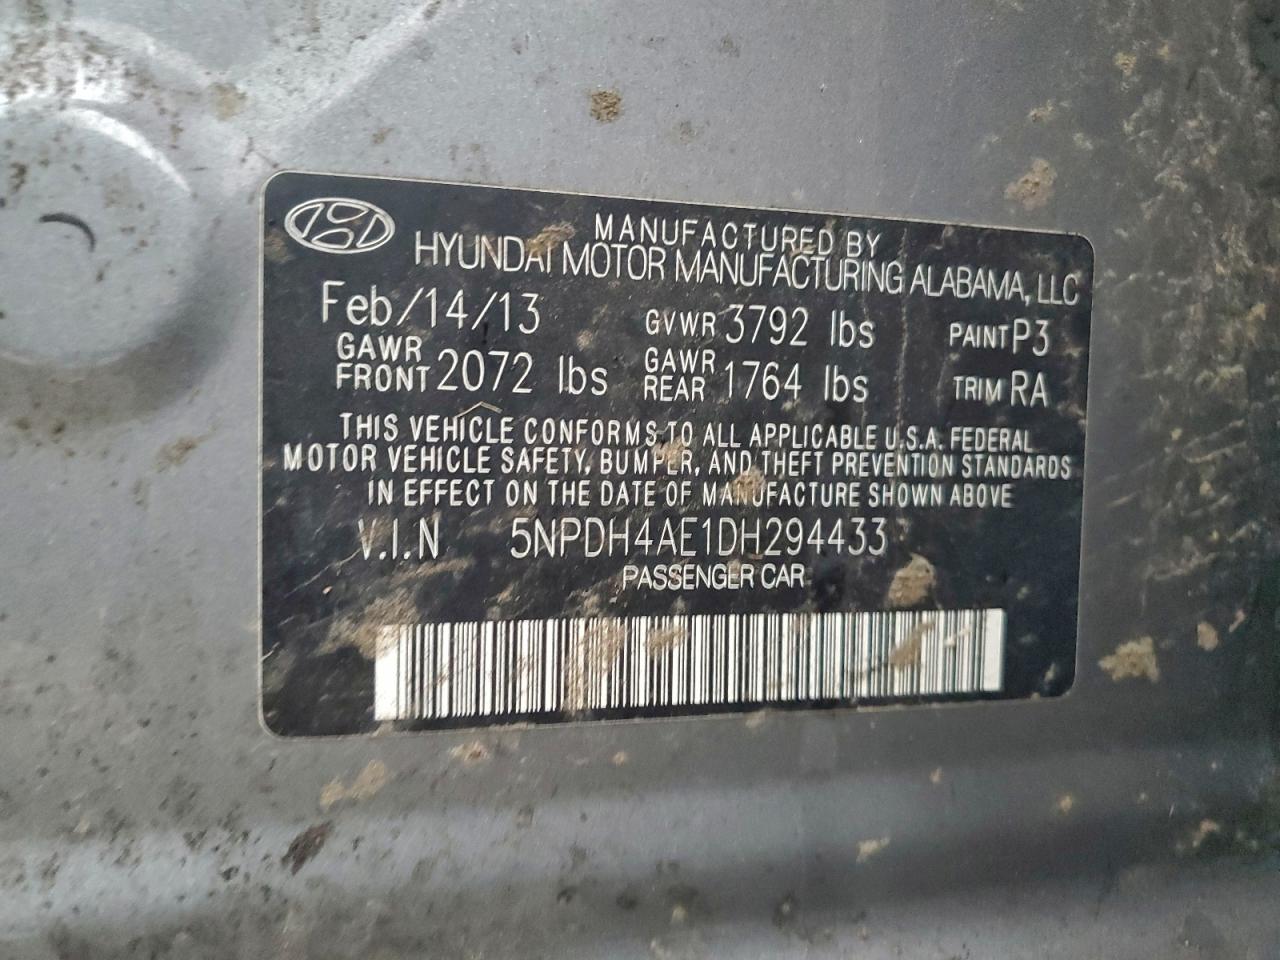 MANUFACTURED BY
HYUNDAI MOTOR MANUFACTURING ALABAMA, LLC
Feb/14/13 GVWR 3792 lbs PAINT P3
GAWR FRONT 2072 lbs GAWR REAR 1764 lbs TRIM RA
THIS VEHICLE CONFORMS TO ALL APPLICABLE U.S.A. FEDERAL
MOTOR VEHICLE SAFETY, BUMPER, AND THEFT PREVENTION STANDARDS
IN EFFECT ON THE DATE OF MANUFACTURE SHOWN ABOVE
V.I.N 5NPDH4AE1DH294433
PASSENGER CAR